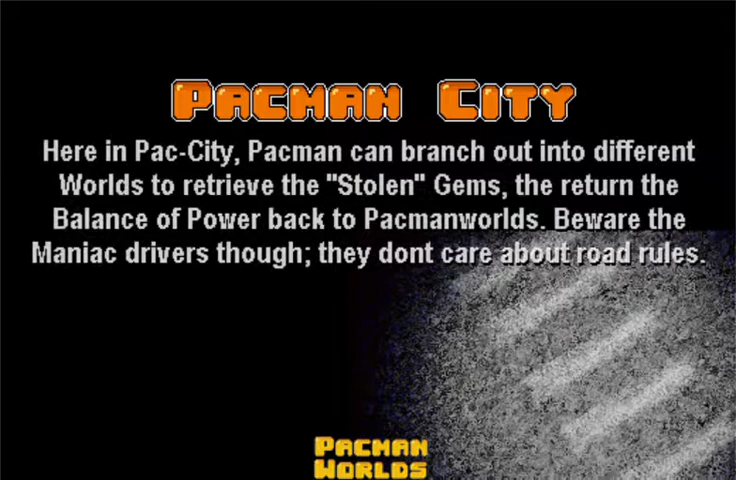 PACMAN CITY
Here in Pac-City, Pacman can branch out into different
Worlds to retrieve the "Stolen" Gems, the return the
Balance of Power back to Pacmanworlds. Beware the
Maniac drivers though; they dont care about road rules.
PACMAN
WORLDS